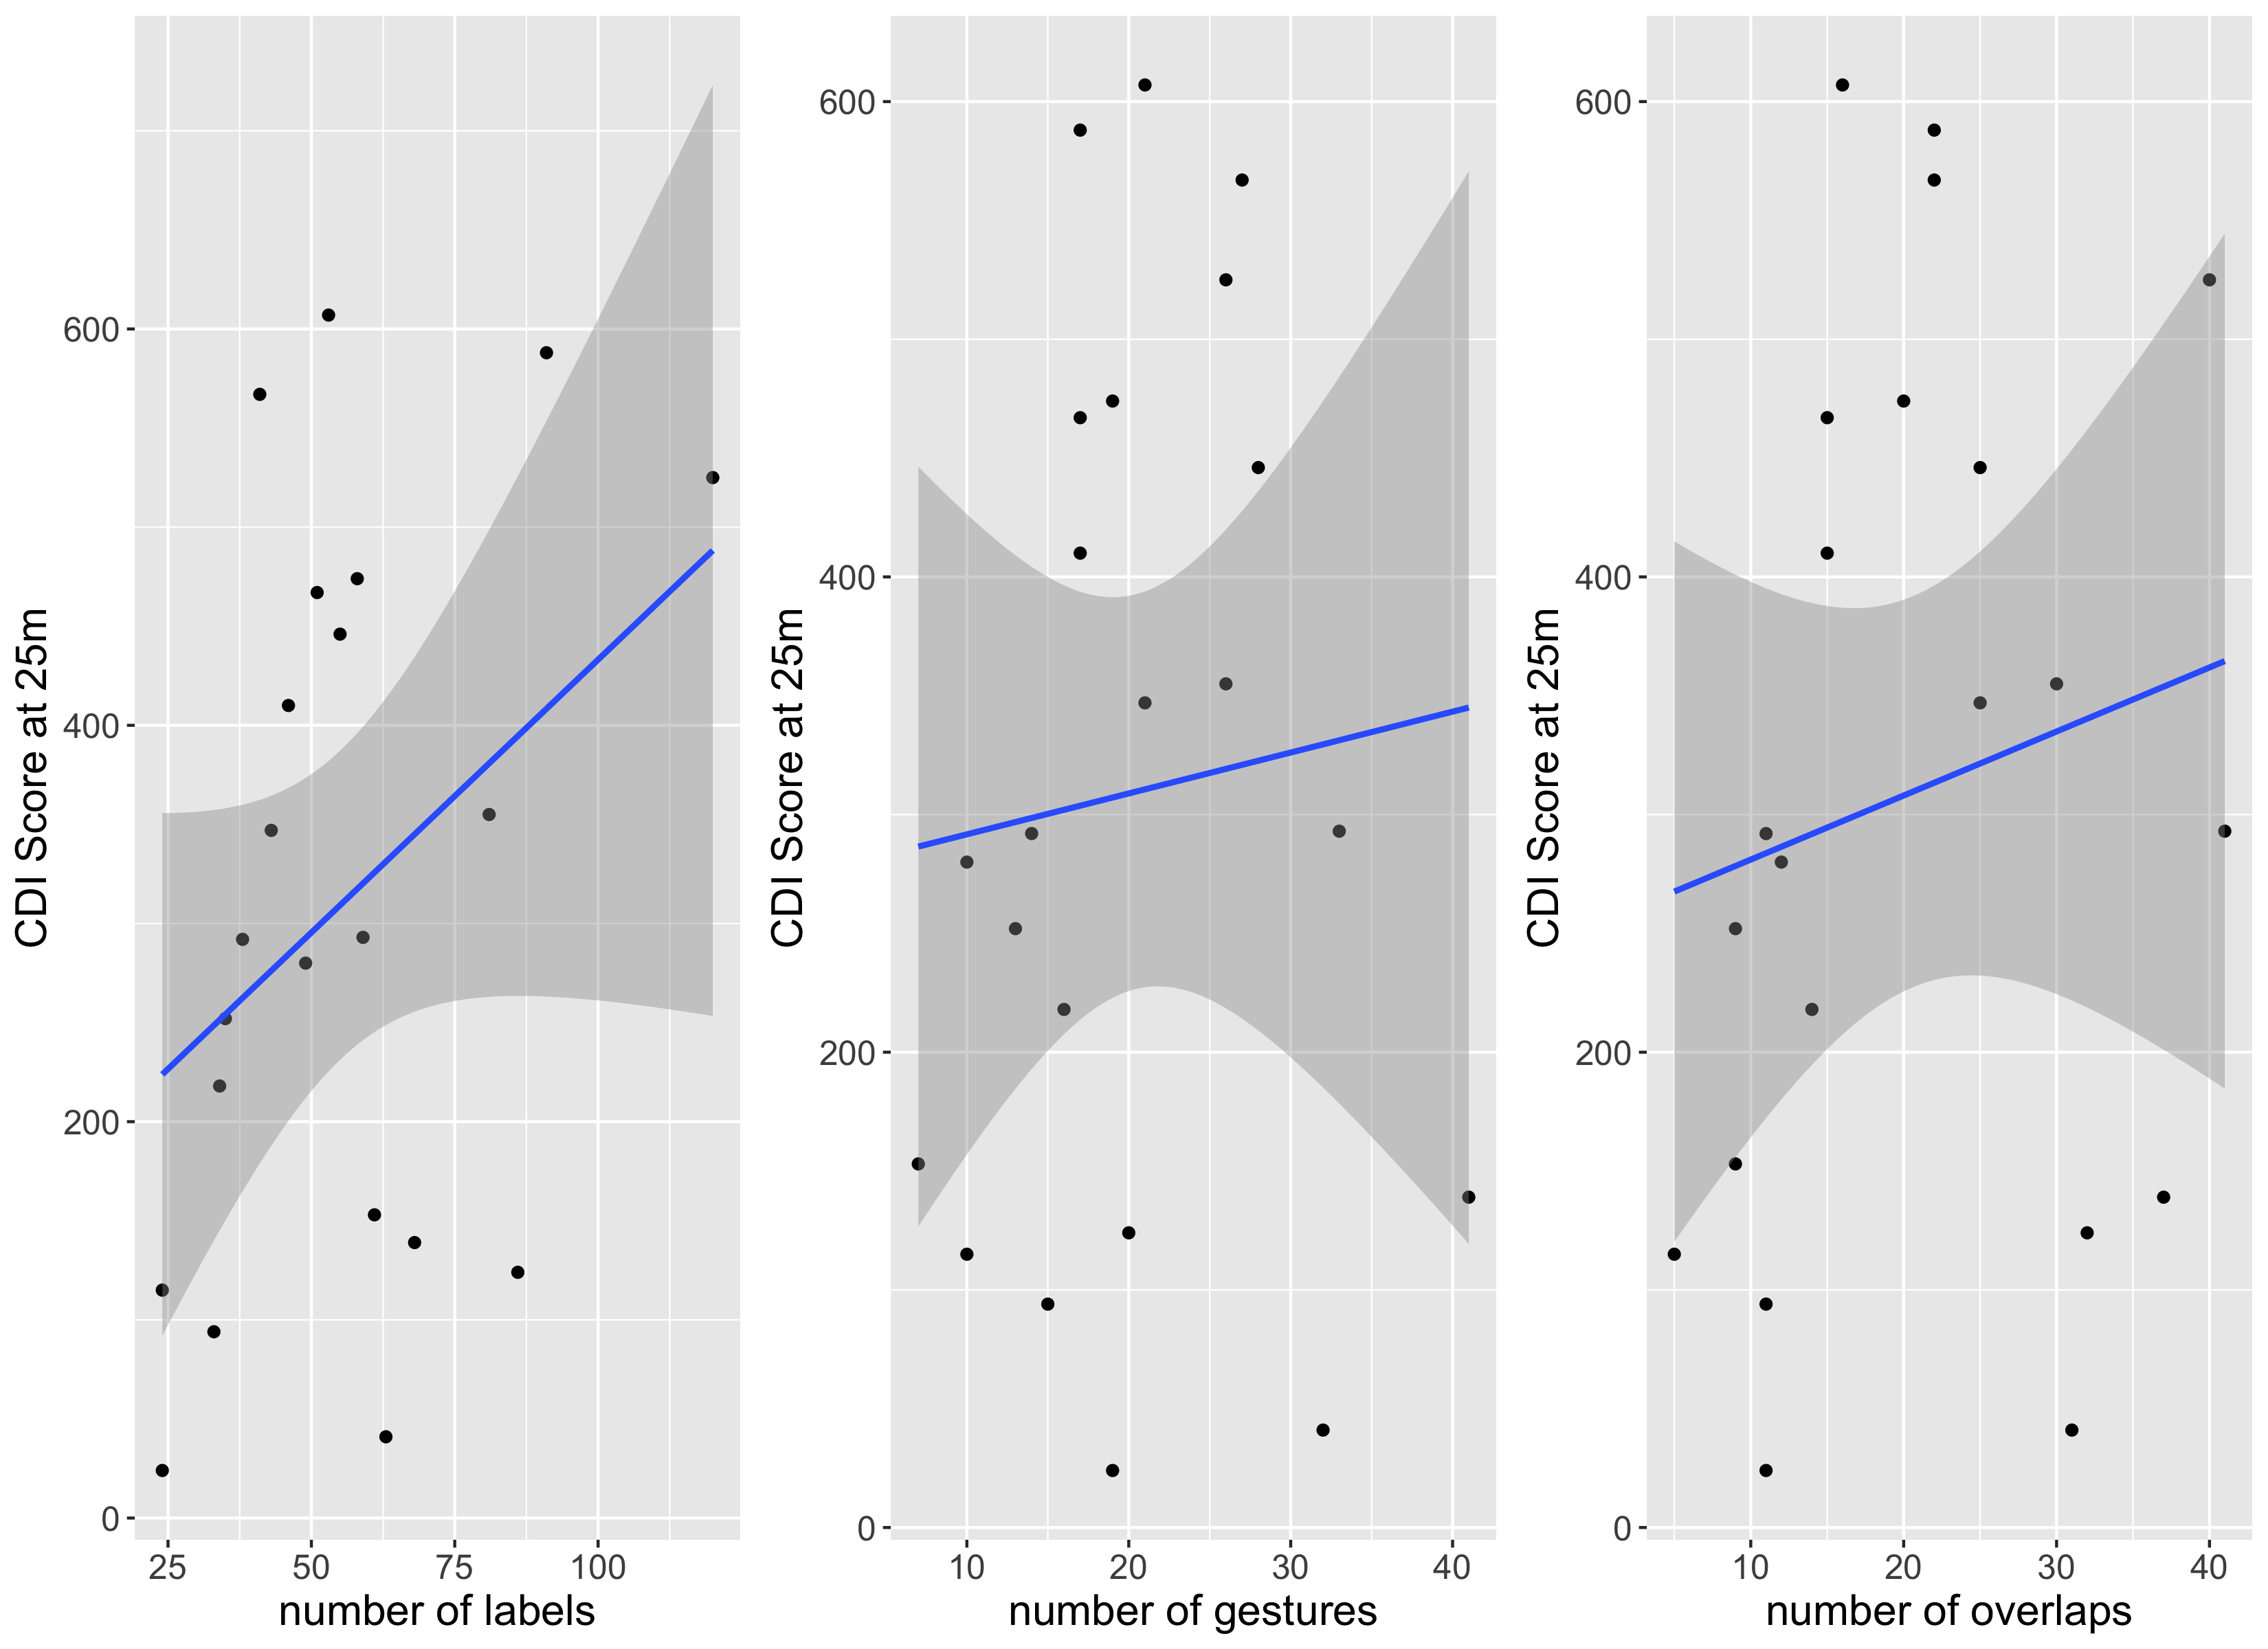 CDI Score at 25m
600
400
200
0
25 50 75 100
number of labels
CDI Score at 25m
600
400
200
0
10 20 30 40
number of gestures
CDI Score at 25m
600
400
200
0
10 20 30 40
number of overlaps